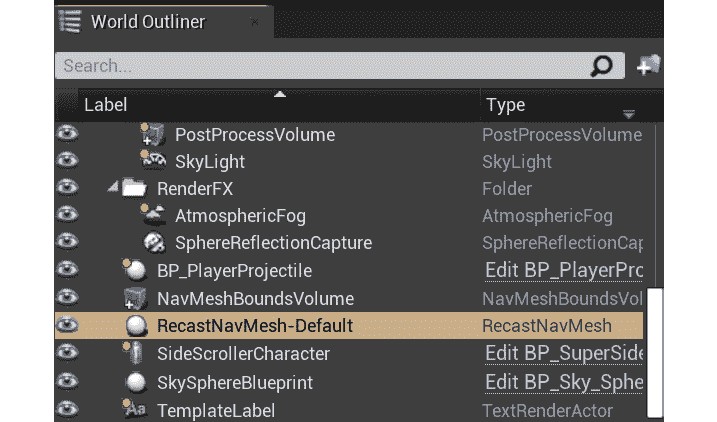 World Outliner
Search...
Label Type
PostProcessVolume PostProcessVolume
SkyLight SkyLight
RenderFX Folder
AtmosphericFog AtmosphericFog
SphereReflectionCapture SphereReflectionCap
BP_PlayerProjectile Edit BP_PlayerPro
NavMeshBoundsVolume NavMeshBoundsVol
RecastNavMesh-Default RecastNavMesh
SideScrollerCharacter Edit BP_SuperSide
SkySphereBlueprint Edit BP_Sky_Sphe
Aa TemplateLabel TextRenderActor